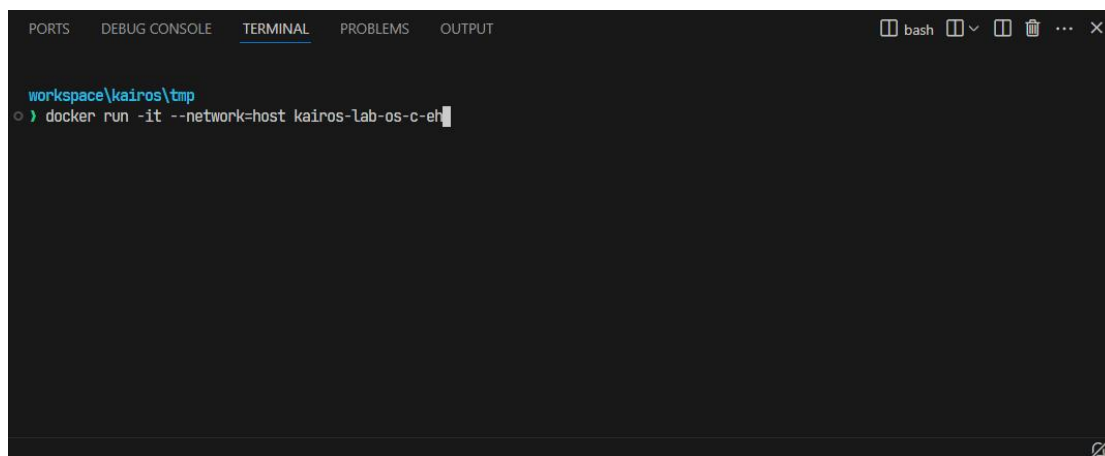 PORTS DEBUG CONSOLE TERMINAL PROBLEMS OUTPUT bash
workspace\kairos\tmp
❯ docker run -it --network=host kairos-lab-os-c-eh